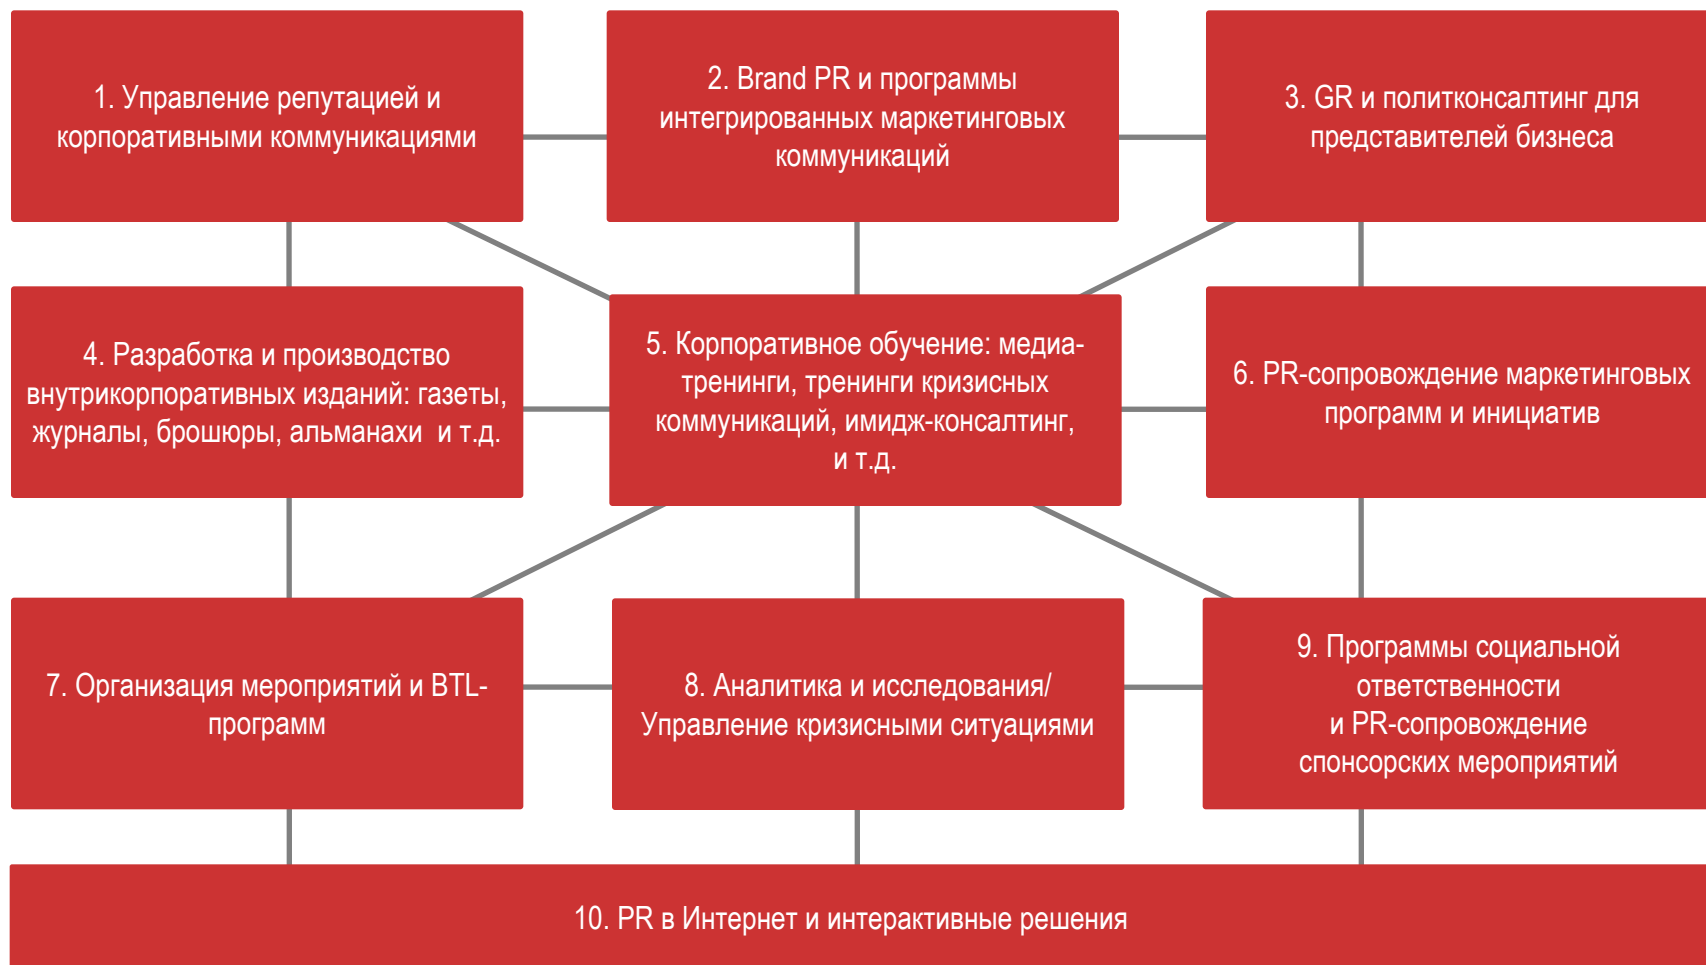 1. Управление репутацией и
корпоративными коммуникациями
2. Brand PR и программы
интегрированных маркетинговых
коммуникаций
3. GR и политконсалтинг для
представителей бизнеса
4. Разработка и производство
внутрикорпоративных изданий: газеты,
журналы, брошюры, альманахи и т.д.
5. Корпоративное обучение: медиа-
тренинги, тренинги кризисных
коммуникаций, имидж-консалтинг,
и т.д.
6. PR-сопровождение маркетинговых
программ и инициатив
7. Организация мероприятий и BTL-
программ
8. Аналитика и исследования/
Управление кризисными ситуациями
9. Программы социальной
ответственности
и PR-сопровождение
спонсорских мероприятий
10. PR в Интернет и интерактивные решения